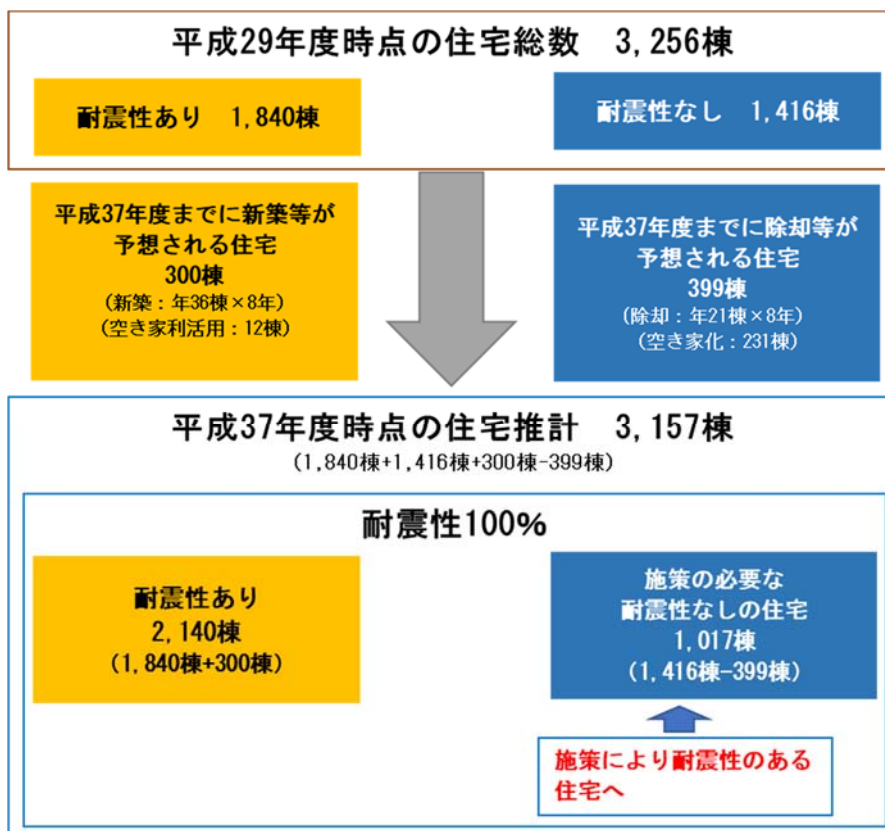 平成29年度時点の住宅総数 3,256棟
耐震性あり 1,840棟
耐震性なし 1,416棟
平成37年度までに新築等が
予想される住宅
300棟
(新築：年36棟×8年)
(空き家利活用：12棟)
平成37年度までに除却等が
予想される住宅
399棟
(除却：年21棟×8年)
(空き家化：231棟)
平成37年度時点の住宅推計 3,157棟
(1,840棟+1,416棟+300棟-399棟)
耐震性100%
耐震性あり
2,140棟
(1,840棟+300棟)
施策の必要な
耐震性なしの住宅
1,017棟
(1,416棟-399棟)
施策により耐震性のある
住宅へ